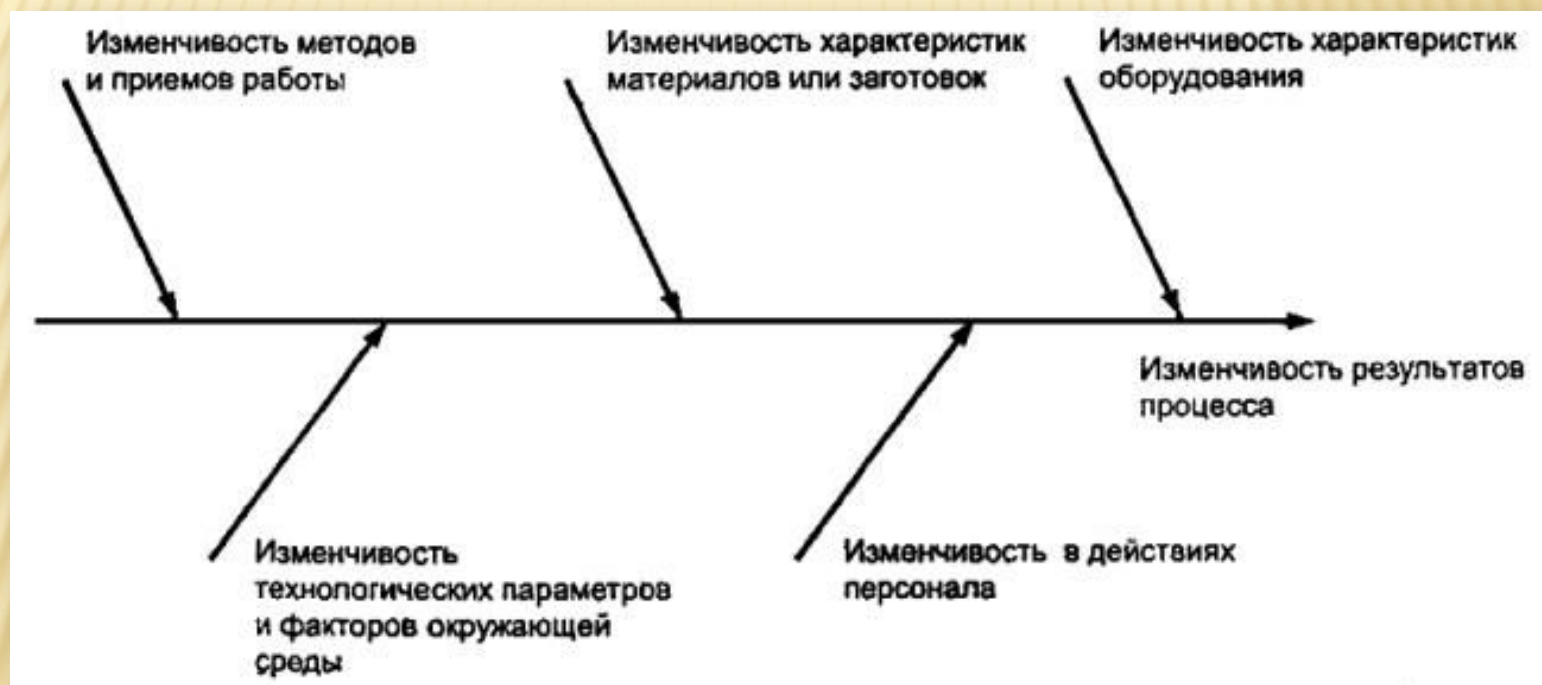 Изменчивость методов
и приемов работы
Изменчивость характеристик
материалов или заготовок
Изменчивость характеристик
оборудования
Изменчивость результатов
процесса
Изменчивость
технологических параметров
и факторов окружающей
среды
Изменчивость в действиях
персонала